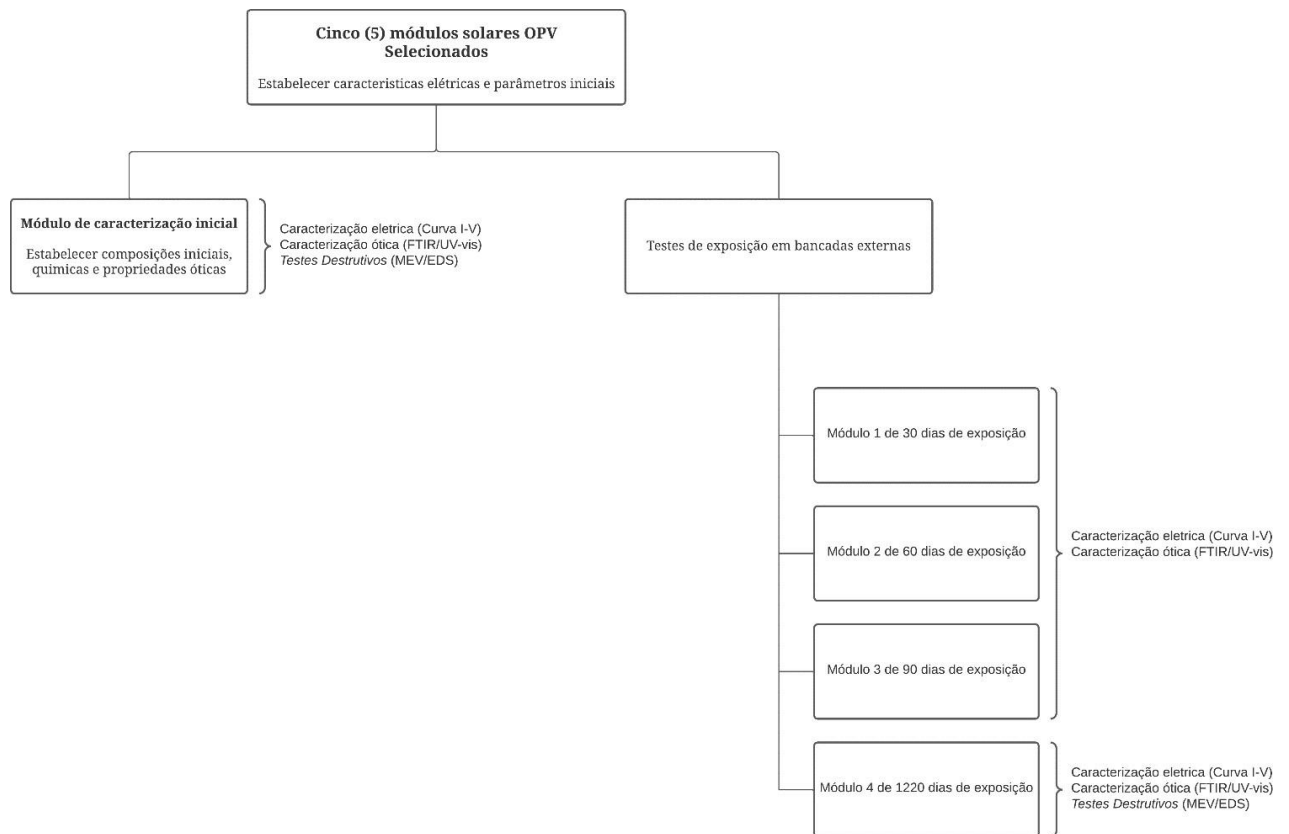 Cinco (5) módulos solares OPV
Selecionados
Estabelecer caracteristicas elétricas e parâmetros iniciais
Módulo de caracterização inicial
Estabelecer composições iniciais,
quimicas e propriedades óticas
Caracterização eletrica (Curva I-V)
Caracterização ótica (FTIR/UV-vis)
Testes Destrutivos (MEV/EDS)
Testes de exposição em bancadas externas
Módulo 1 de 30 dias de exposição
Módulo 2 de 60 dias de exposição
Módulo 3 de 90 dias de exposição
Caracterização eletrica (Curva I-V)
Caracterização ótica (FTIR/UV-vis)
Módulo 4 de 1220 dias de exposição
Caracterização eletrica (Curva I-V)
Caracterização ótica (FTIR/UV-vis)
Testes Destrutivos (MEV/EDS)